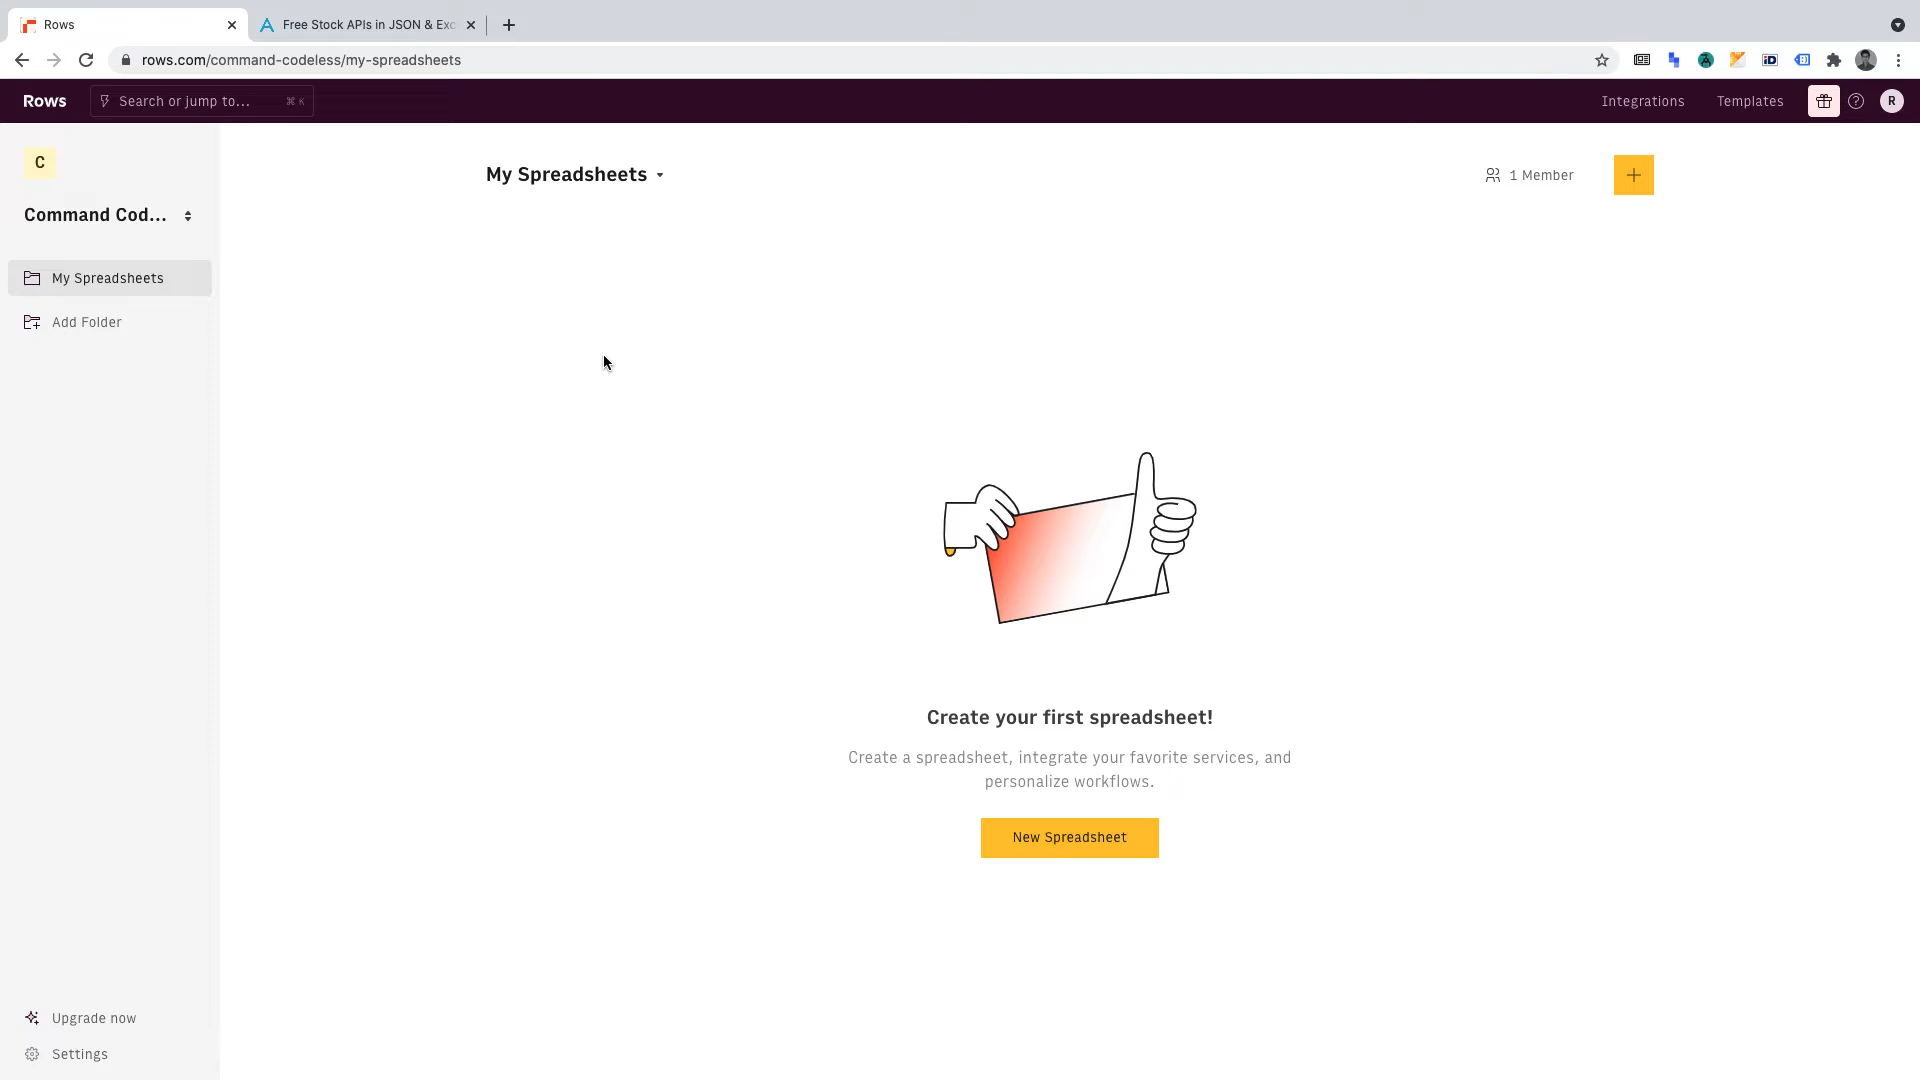 Rows
Free Stock APIs in JSON & Exc
rows.com/command-codeless/my-spreadsheets
Rows
Search or jump to...
⌘ K
Integrations
Templates
R
C
Command Cod...
My Spreadsheets
Add Folder
My Spreadsheets
1 Member
Create your first spreadsheet!
Create a spreadsheet, integrate your favorite services, and
personalize workflows.
New Spreadsheet
Upgrade now
Settings